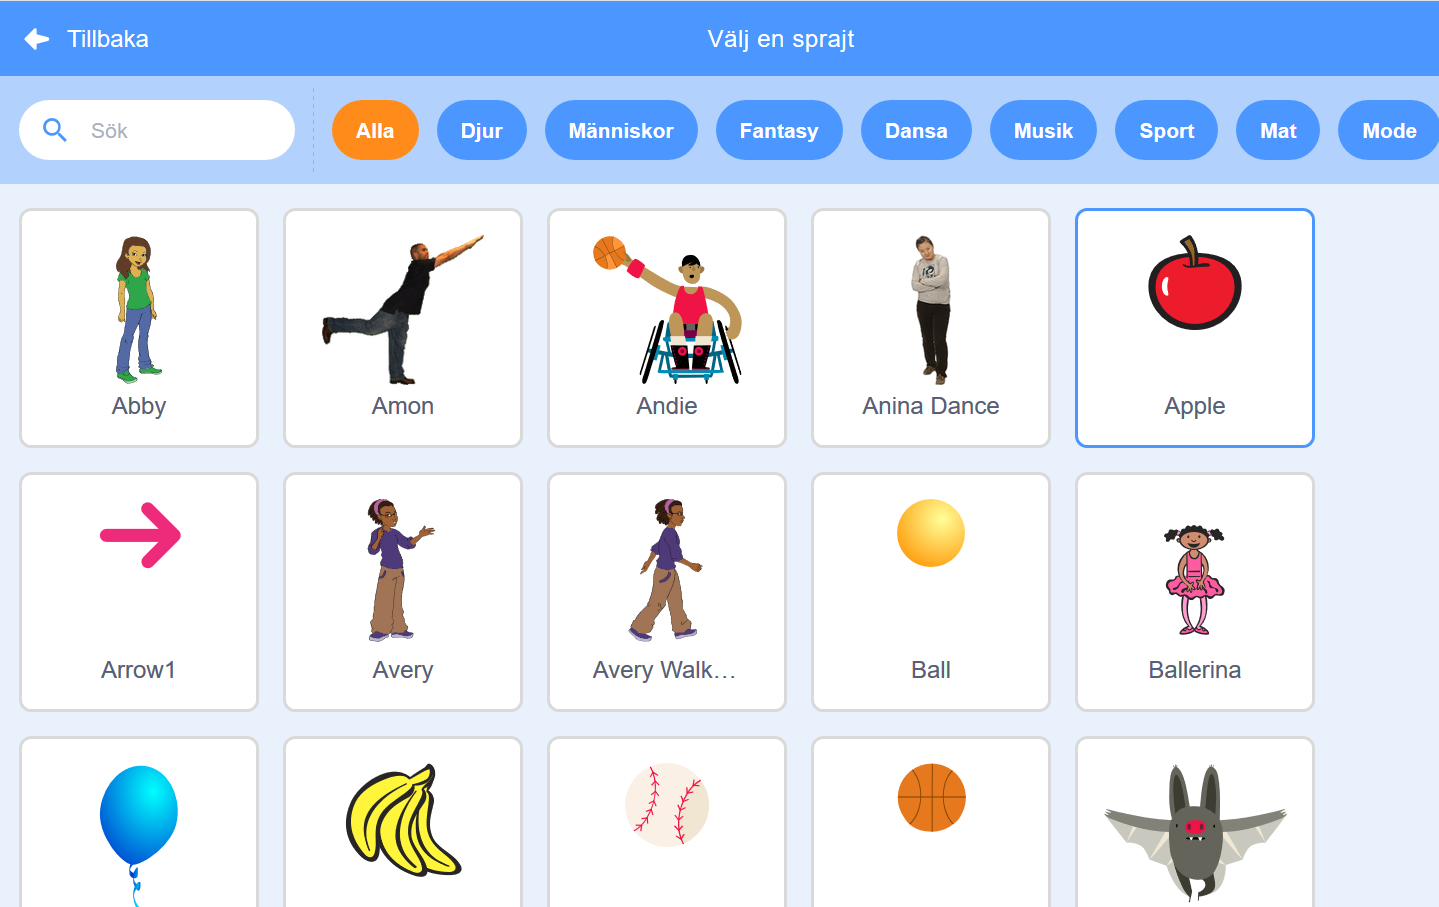 Tillbaka
Välj en sprajt
Sök
Alla
Djur
Människor
Fantasy
Dansa
Musik
Sport
Mat
Mode
Abby
Amon
Andie
Anina Dance
Apple
Arrow1
Avery
Avery Walk...
Ball
Ballerina